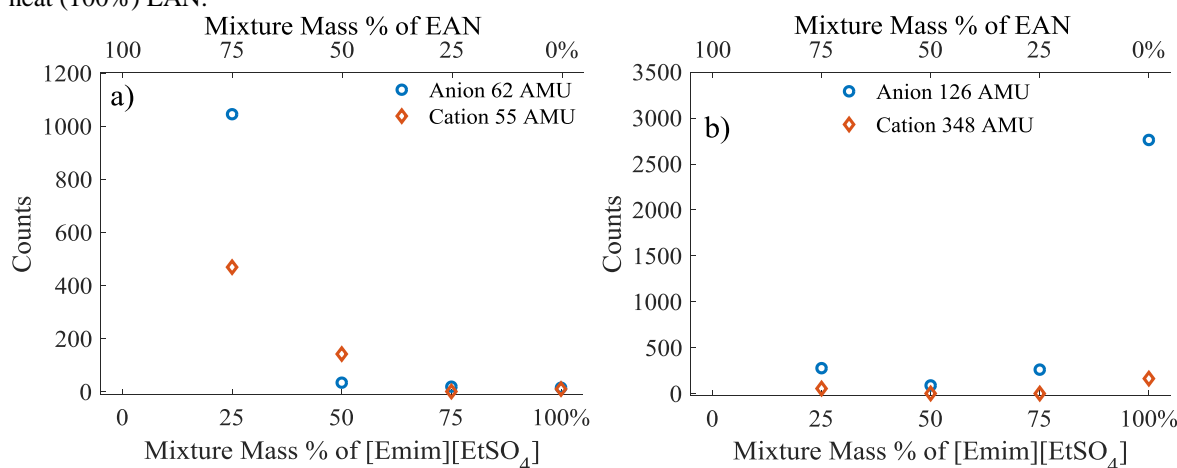 neat (100%) EAN.
Mixture Mass % of EAN
100 75 50 25 0%
1200
1000
800
600
400
200
0
Counts
a)
Anion 62 AMU
Cation 55 AMU
0 25 50 75 100%
Mixture Mass % of [Emim][EtSO4]
Mixture Mass % of EAN
100 75 50 25 0%
3500
3000
2500
2000
1500
1000
500
0
Counts
b)
Anion 126 AMU
Cation 348 AMU
0 25 50 75 100%
Mixture Mass % of [Emim][EtSO4]